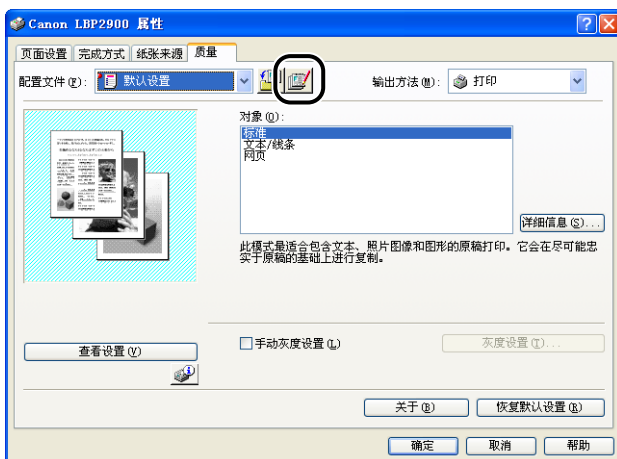 Canon LBP2900 属性
页面设置 完成方式 纸张来源 质量
配置文件(F): 默认设置 输出方法(M): 打印
对象(O):
标准
文本/线条
网页
详细信息(S)...
此模式最适合包含文本、照片图像和图形的原稿打印。它会在尽可能忠
实于原稿的基础上进行复制。
查看设置(V)
手动灰度设置(L) 灰度设置(T)...
关于(B) 恢复默认设置(R)
确定 取消 帮助